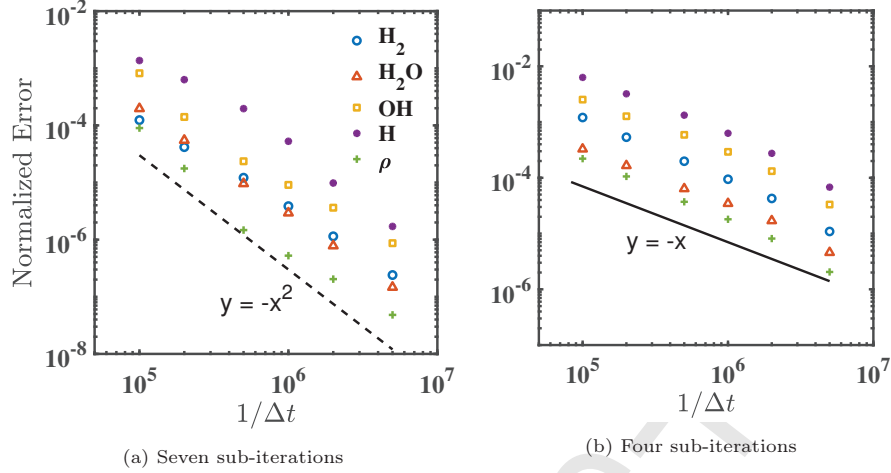 10^-2
10^-4
10^-6
10^-8
Normalized Error
H_2
H_2O
OH
H
ρ
y = -x^2
10^5
10^6
10^7
1/Δt
(a) Seven sub-iterations
10^-2
10^-4
10^-6
y = -x
10^5
10^6
10^7
1/Δt
(b) Four sub-iterations